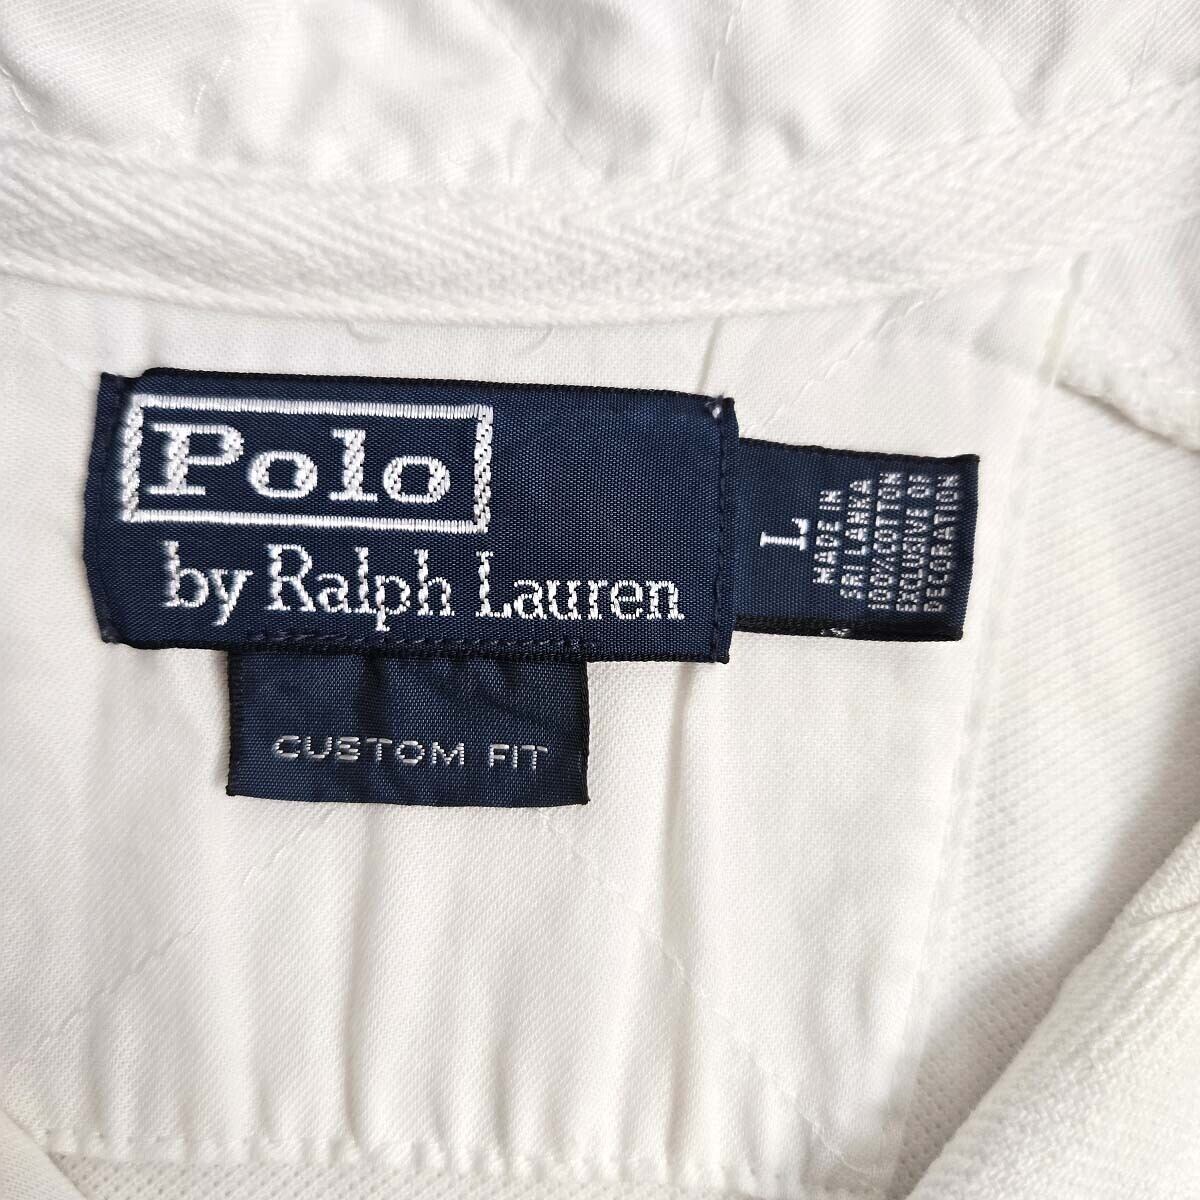 Polo
by Ralph Lauren
CUSTOM FIT
L
MADE IN
SRI LANKA
100% COTTON
EXCLUSIVE OF
DECORATION